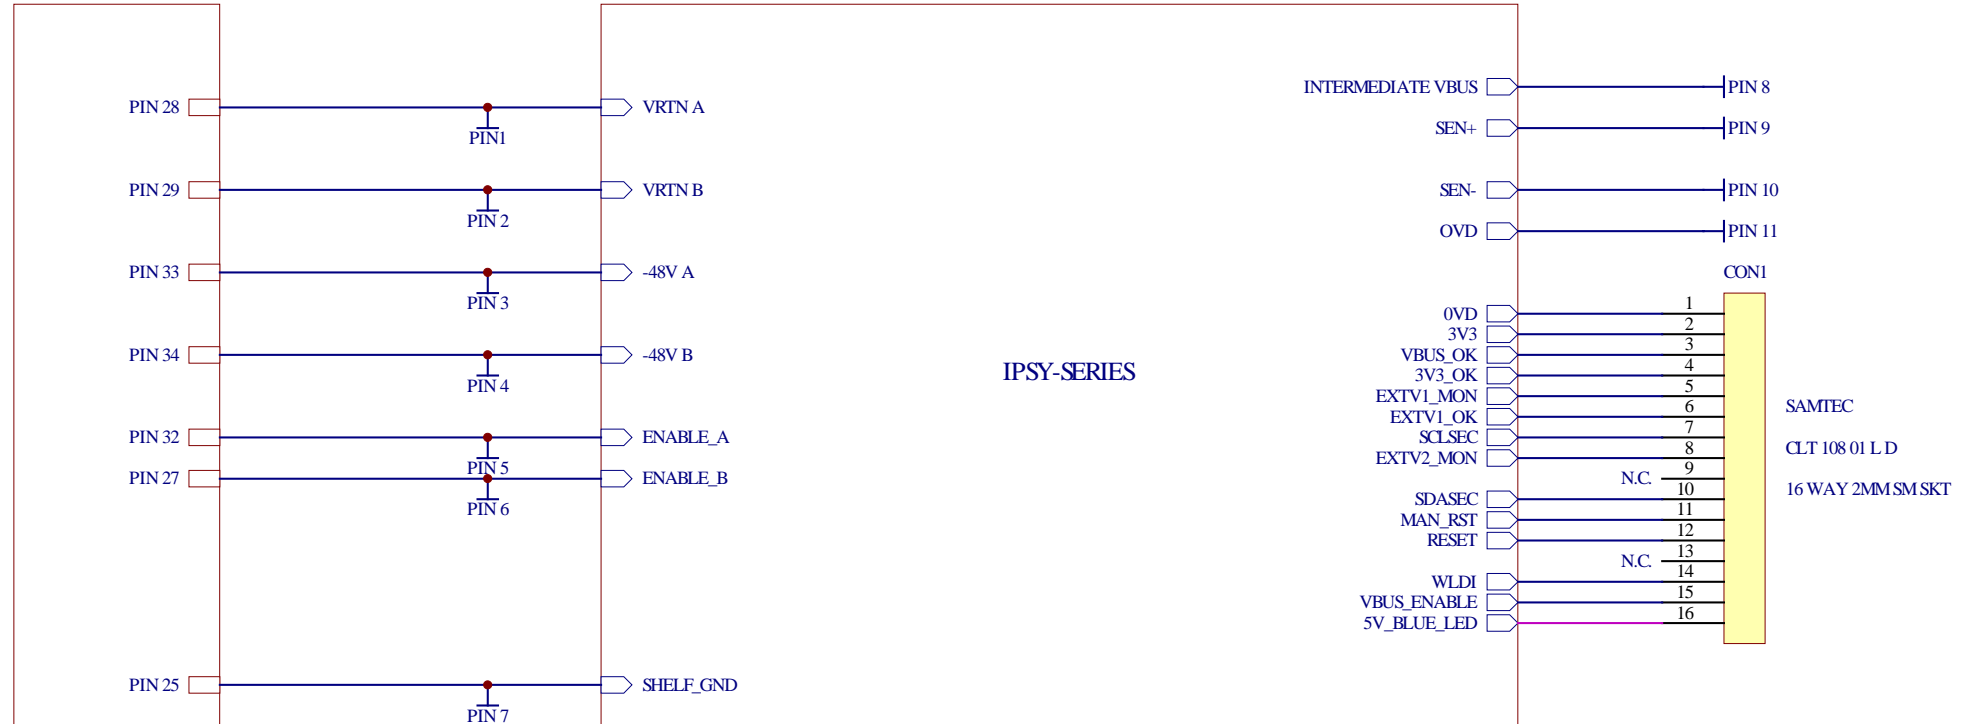 PIN 28
VRTN A
PIN1
PIN 29
VRTN B
PIN 2
PIN 33
-48V A
PIN 3
PIN 34
-48V B
PIN 4
PIN 32
ENABLE_A
PIN 5
PIN 27
ENABLE_B
PIN 6
PIN 25
SHELF_GND
PIN 7
IPSY-SERIES
INTERMEDIATE VBUS
PIN 8
SEN+
PIN 9
SEN-
PIN 10
OVD
PIN 11
CON1
0VD 1
3V3 2
VBUS_OK 3
3V3_OK 4
EXTV1_MON 5
EXTV1_OK 6
SCLSEC 7
EXTV2_MON 8
N.C. 9
SDASEC 10
MAN_RST 11
RESET 12
N.C. 13
WLDI 14
VBUS_ENABLE 15
5V_BLUE_LED 16
SAMTEC
CLT 108 01 L D
16 WAY 2MM SM SKT